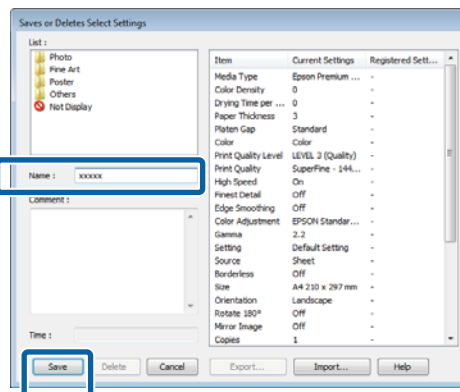 Saves or Deletes Select Settings
List :
Photo
Fine Art
Poster
Others
Not Display
Name : xxxxx
Comment :
Time :
Item Current Settings Registered Sett...
Media Type Epson Premium ... -
Color Density 0 -
Drying Time per ... 0 -
Paper Thickness 3 -
Platen Gap Standard -
Color Color -
Print Quality Level LEVEL 3 (Quality) -
Print Quality SuperFine - 144... -
High Speed On -
Finest Detail Off -
Edge Smoothing Off -
Color Adjustment EPSON Standar... -
Gamma 2.2 -
Setting Default Setting -
Source Sheet -
Borderless Off -
Size A4 210 x 297 mm -
Orientation Landscape -
Rotate 180° Off -
Mirror Image Off -
Copies 1 -
Save Delete Cancel Export... Import... Help